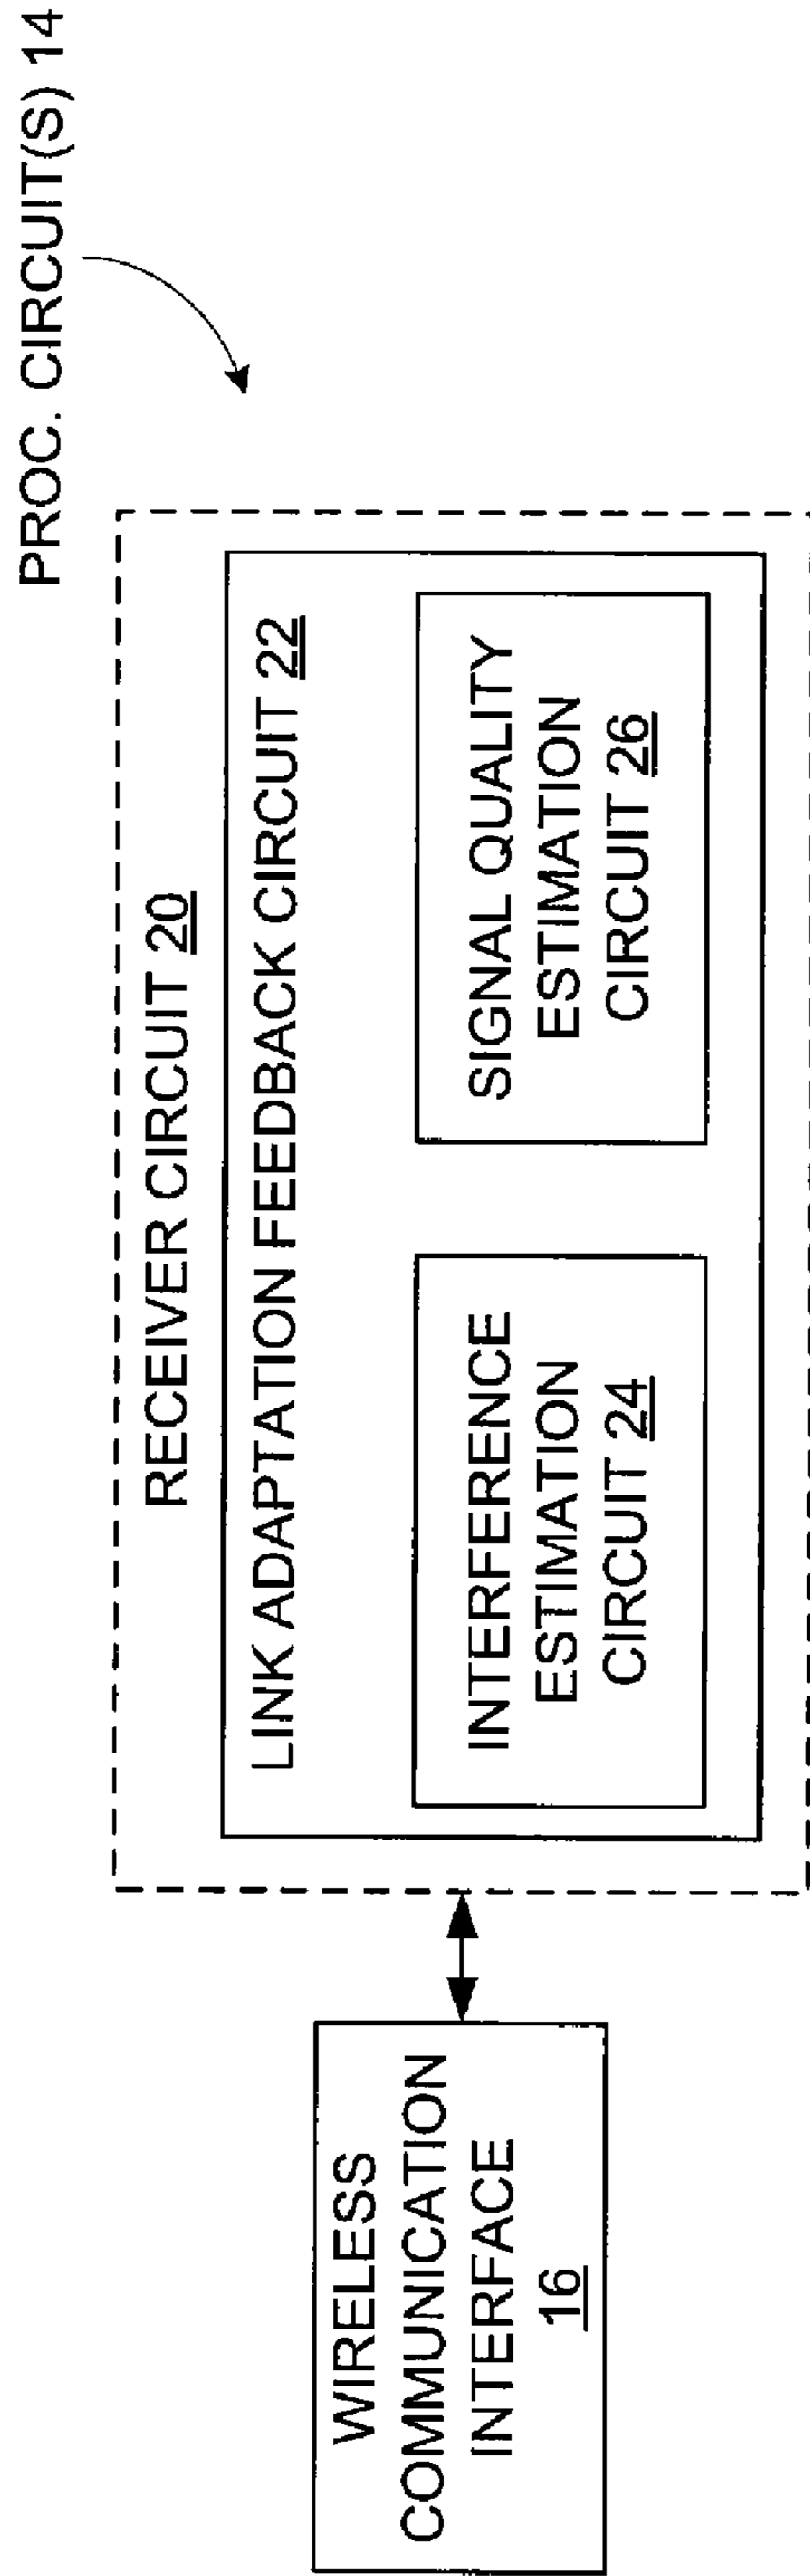 PROC. CIRCUIT(S) 14
RECEIVER CIRCUIT 20
LINK ADAPTATION FEEDBACK CIRCUIT 22
WIRELESS
COMMUNICATION
INTERFACE
16
INTERFERENCE
ESTIMATION
CIRCUIT 24
SIGNAL QUALITY
ESTIMATION
CIRCUIT 26